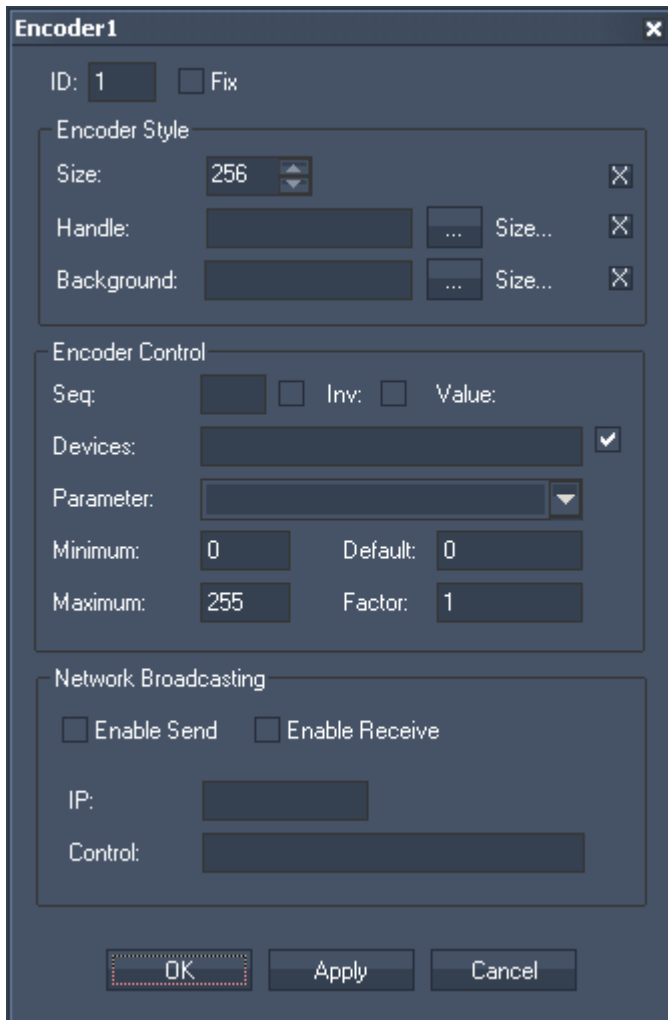 Encoder1
ID: 1 Fix
Encoder Style
Size: 256 X
Handle: ... Size... X
Background: ... Size... X
Encoder Control
Seq: Inv: Value:
Devices:
Parameter:
Minimum: 0 Default: 0
Maximum: 255 Factor: 1
Network Broadcasting
Enable Send Enable Receive
IP:
Control:
OK Apply Cancel